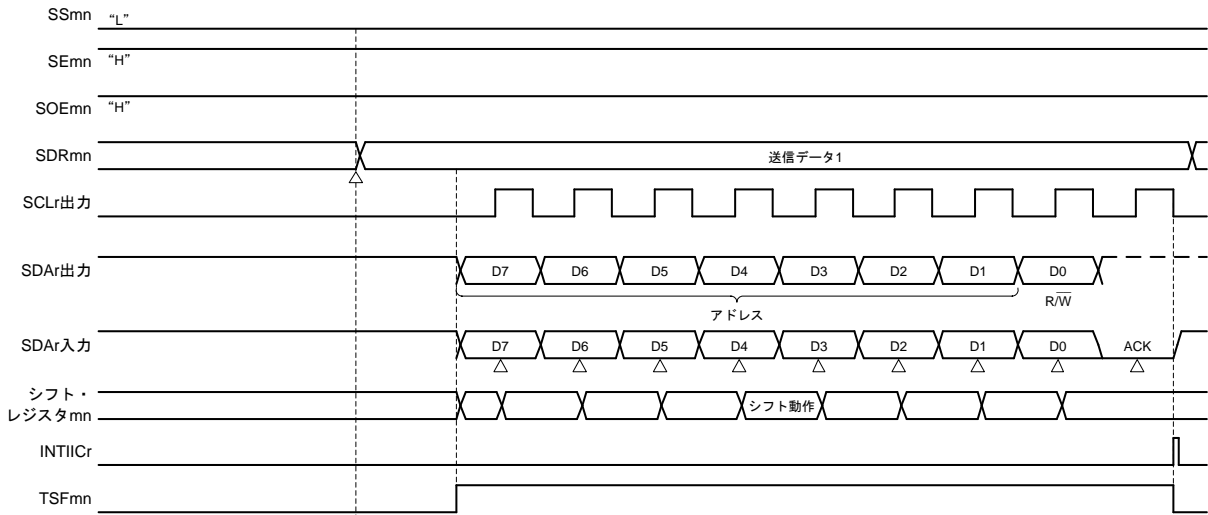 SSmn “L”
SEmn “H”
SOEmn “H”
SDRmn 送信データ1
SCLr出力
SDAr出力 D7 D6 D5 D4 D3 D2 D1 D0
アドレス R/W
SDAr入力 D7 D6 D5 D4 D3 D2 D1 D0 ACK
シフト・
レジスタmn シフト動作
INTIICr
TSFmn